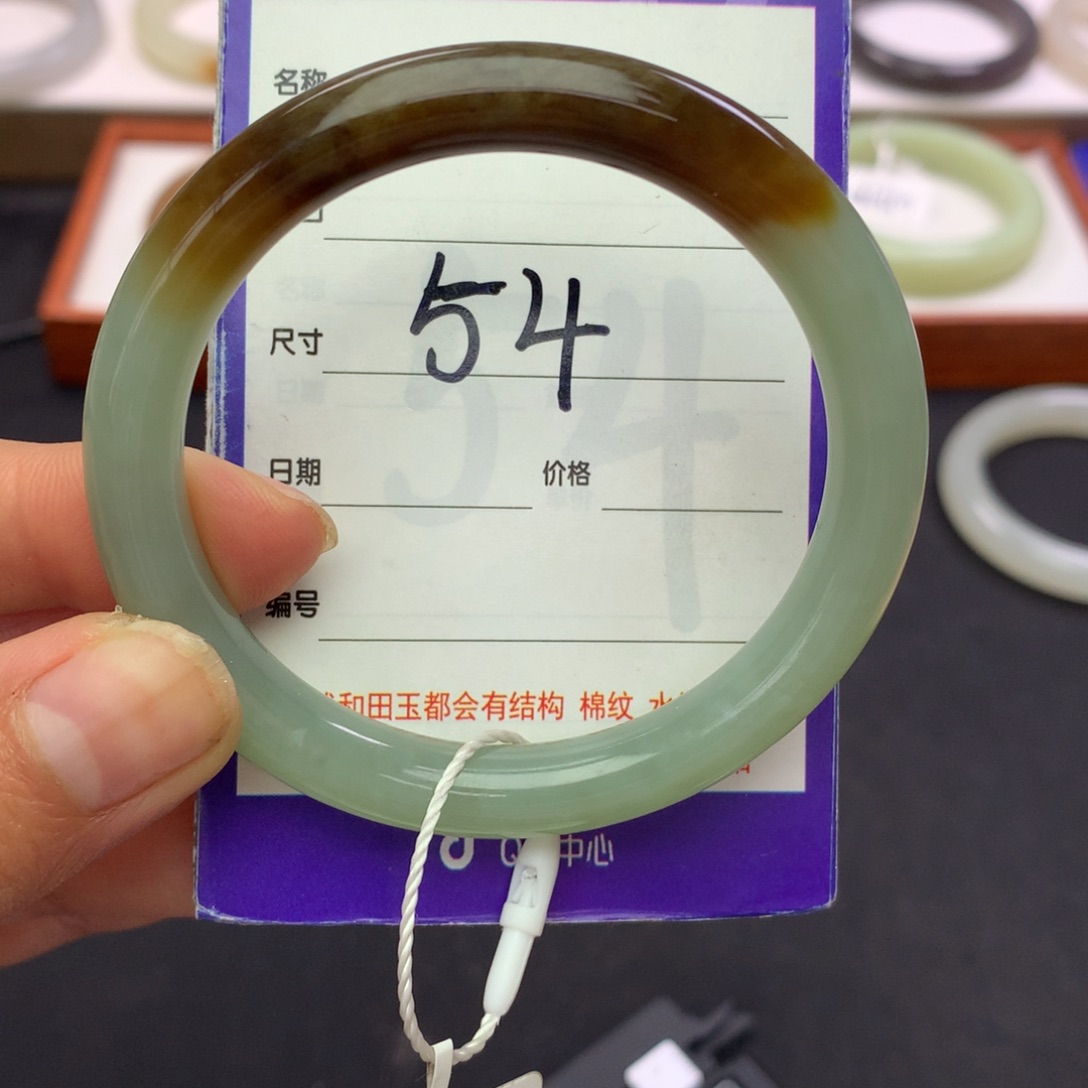 名称
尺寸 54
日期 价格
编号
和田玉都会有结构 棉纹 水
中心